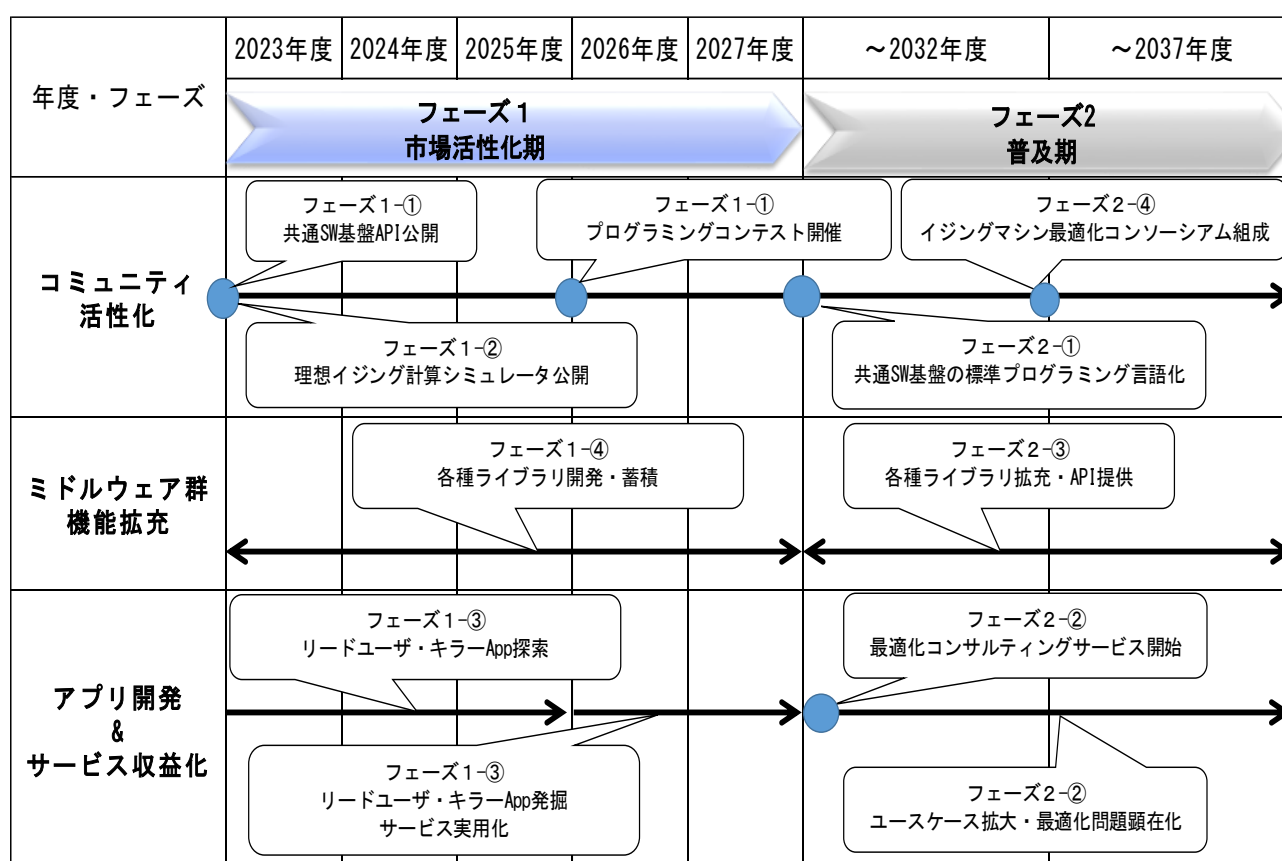 年度・フェーズ
2023年度
2024年度
2025年度
2026年度
2027年度
～2032年度
～2037年度
フェーズ１
市場活性化期
フェーズ2
普及期
コミュニティ
活性化
フェーズ１-①
共通SW基盤API公開
フェーズ１-①
プログラミングコンテスト開催
フェーズ２-④
イジングマシン最適化コンソーシアム組成
フェーズ１-②
理想イジング計算シミュレータ公開
フェーズ２-①
共通SW基盤の標準プログラミング言語化
ミドルウェア群
機能拡充
フェーズ１-④
各種ライブラリ開発・蓄積
フェーズ２-③
各種ライブラリ拡充・API提供
アプリ開発
&
サービス収益化
フェーズ１-③
リードユーザ・キラーApp探索
フェーズ２-②
最適化コンサルティングサービス開始
フェーズ１-③
リードユーザ・キラーApp発掘
サービス実用化
フェーズ２-②
ユースケース拡大・最適化問題顕在化